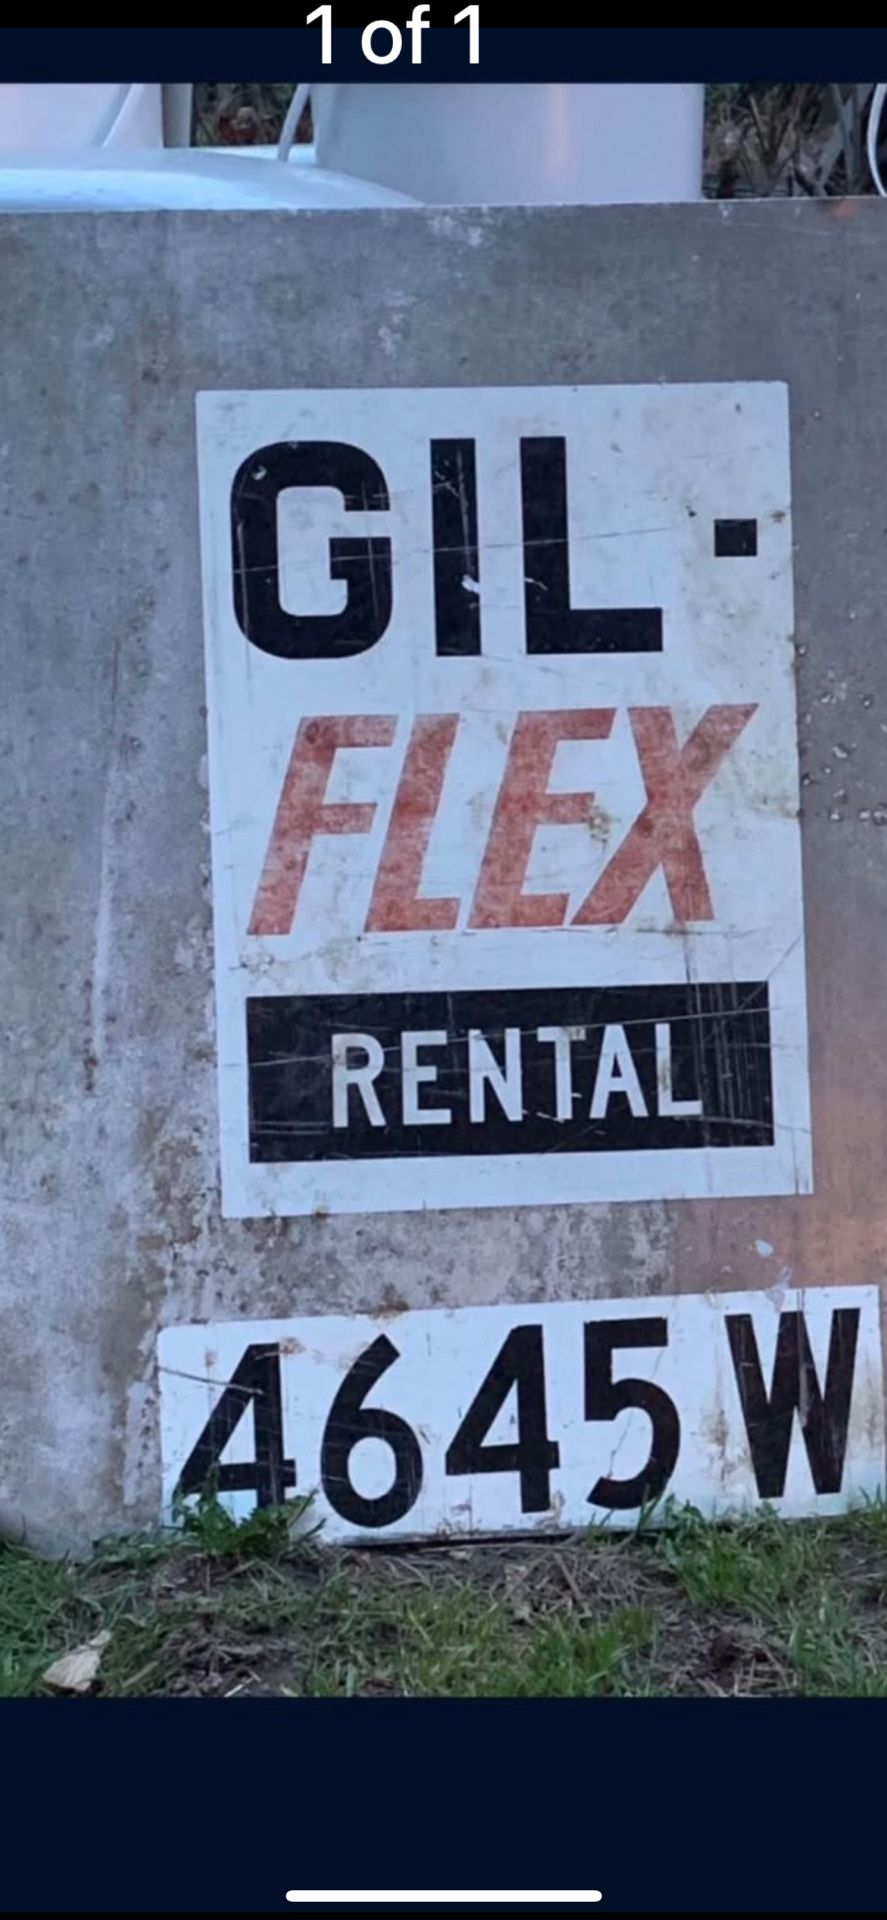 1 of 1
GIL-
FLEX
RENTAL
4645 W